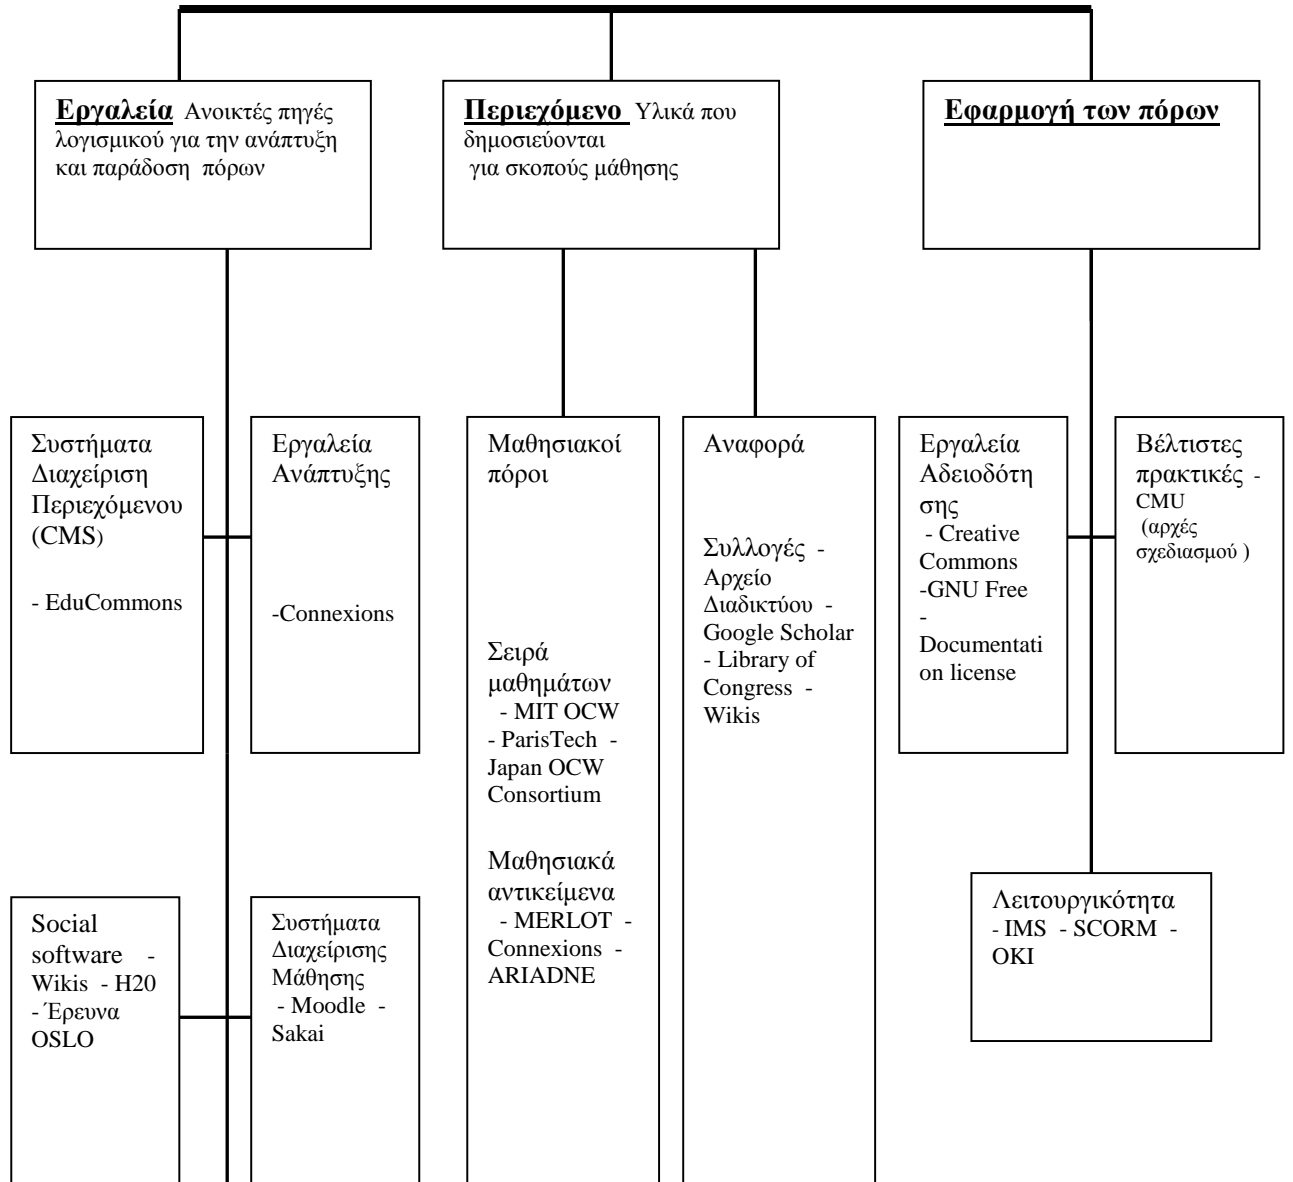 Εργαλεία Ανοικτές πηγές
λογισμικού για την ανάπτυξη
και παράδοση πόρων
Περιεχόμενο Υλικά που
δημοσιεύονται
για σκοπούς μάθησης
Εφαρμογή των πόρων
Συστήματα
Διαχείριση
Περιεχόμενου
(CMS)
- EduCommons
Εργαλεία
Ανάπτυξης
-Connexions
Μαθησιακοί
πόροι
Σειρά
μαθημάτων
- MIT OCW
- ParisTech -
Japan OCW
Consortium
Μαθησιακά
αντικείμενα
- MERLOT -
Connexions -
ARIADNE
Αναφορά
Συλλογές -
Αρχείο
Διαδικτύου -
Google Scholar
- Library of
Congress -
Wikis
Εργαλεία
Αδειοδότη
σης
- Creative
Commons
-GNU Free
-
Documentati
on license
Βέλτιστες
πρακτικές -
CMU
(αρχές
σχεδιασμού )
Social
software -
Wikis - H20
- Έρευνα
OSLO
Συστήματα
Διαχείρισης
Μάθησης
- Moodle -
Sakai
Λειτουργικότητα
- IMS - SCORM -
OKI